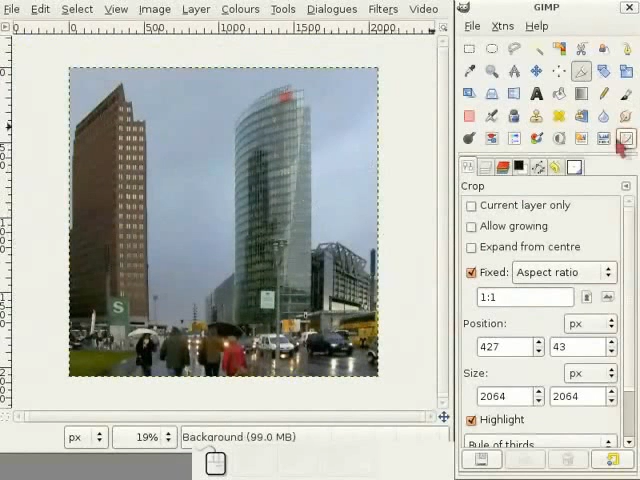 File Edit Select View Image Layer Colours Tools Dialogues Filters Video
0 500 1000 1500 2000
GIMP
File Xtns Help
Crop
Current layer only
Allow growing
Expand from centre
Fixed: Aspect ratio
1:1
Position: px
427 43
Size: px
2064 2064
Highlight
Rule of thirds
S
px 19% Background (99.0 MB)